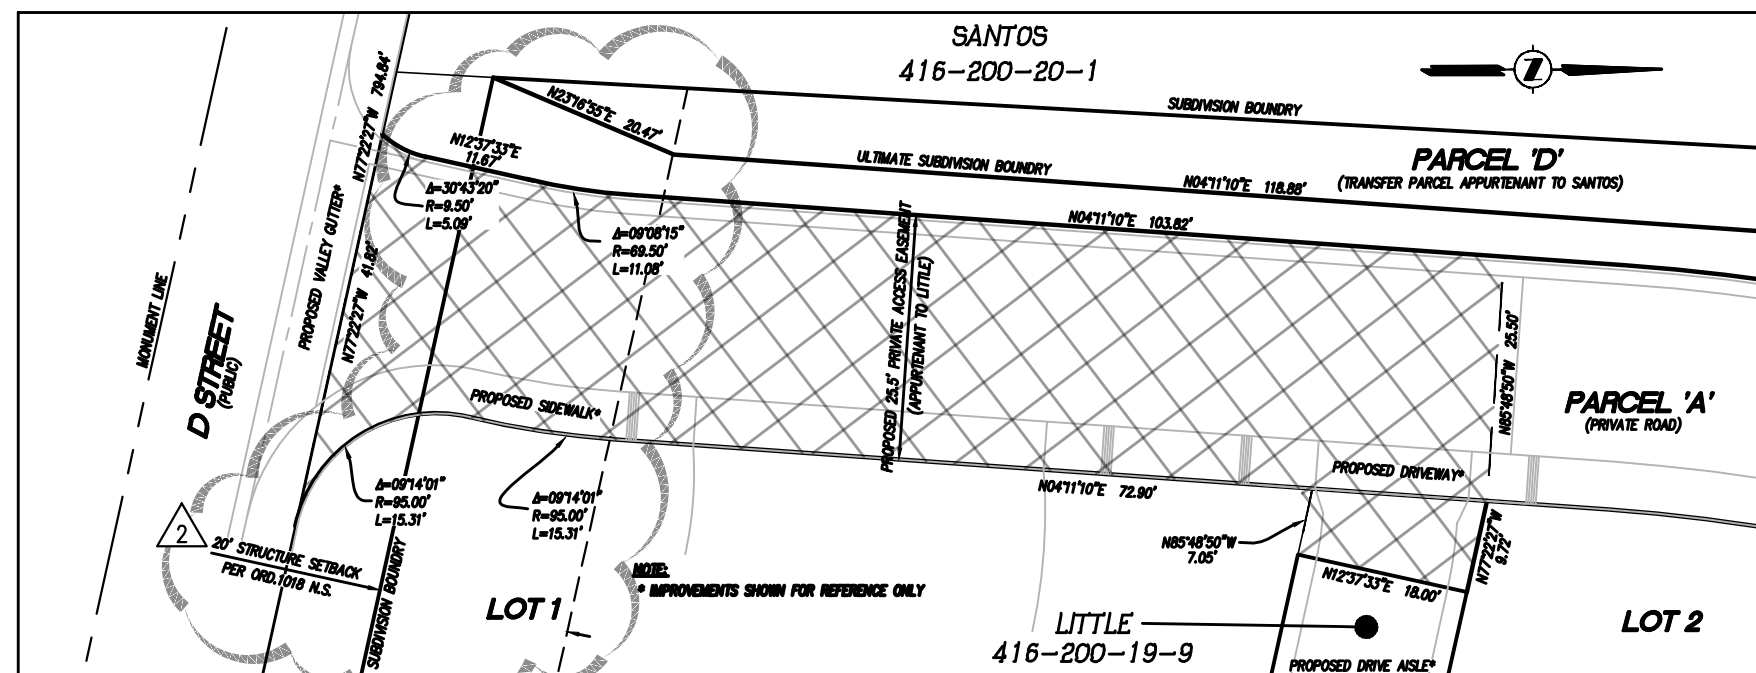 SANTOS
416-200-20-1
SUBDIVISION BOUNDRY
N77°22'27"W 794.84'
N23°16'55"E 20.47'
N12°37'33"E
11.67'
ULTIMATE SUBDIVISION BOUNDRY
PARCEL 'D'
(TRANSFER PARCEL APPURTENANT TO SANTOS)
N04°11'10"E 118.88'
N04°11'10"E 103.82'
Δ=30°43'20"
R=9.50'
L=5.09'
Δ=09°08'15"
R=69.50'
L=11.08'
MONUMENT LINE
D STREET
(PUBLIC)
PROPOSED VALLEY GUTTER*
N77°22'27"W 41.82'
PROPOSED 25.5' PRIVATE ACCESS EASEMENT
(APPURTENANT TO LITTLE)
N85°48'50"W 25.50'
PARCEL 'A'
(PRIVATE ROAD)
PROPOSED SIDEWALK*
PROPOSED DRIVEWAY*
Δ=09°14'01"
R=95.00'
L=15.31'
Δ=09°14'01"
R=95.00'
L=15.31'
N04°11'10"E 72.90'
N85°48'50"W
7.05'
N77°22'27"W
9.72'
N12°37'33"E 18.00'
2
20' STRUCTURE SETBACK
PER ORD.1018 N.S.
SUBDIVISION BOUNDRY
NOTE:
* IMPROVEMENTS SHOWN FOR REFERENCE ONLY
LOT 1
LITTLE
416-200-19-9
LOT 2
PROPOSED DRIVE AISLE*